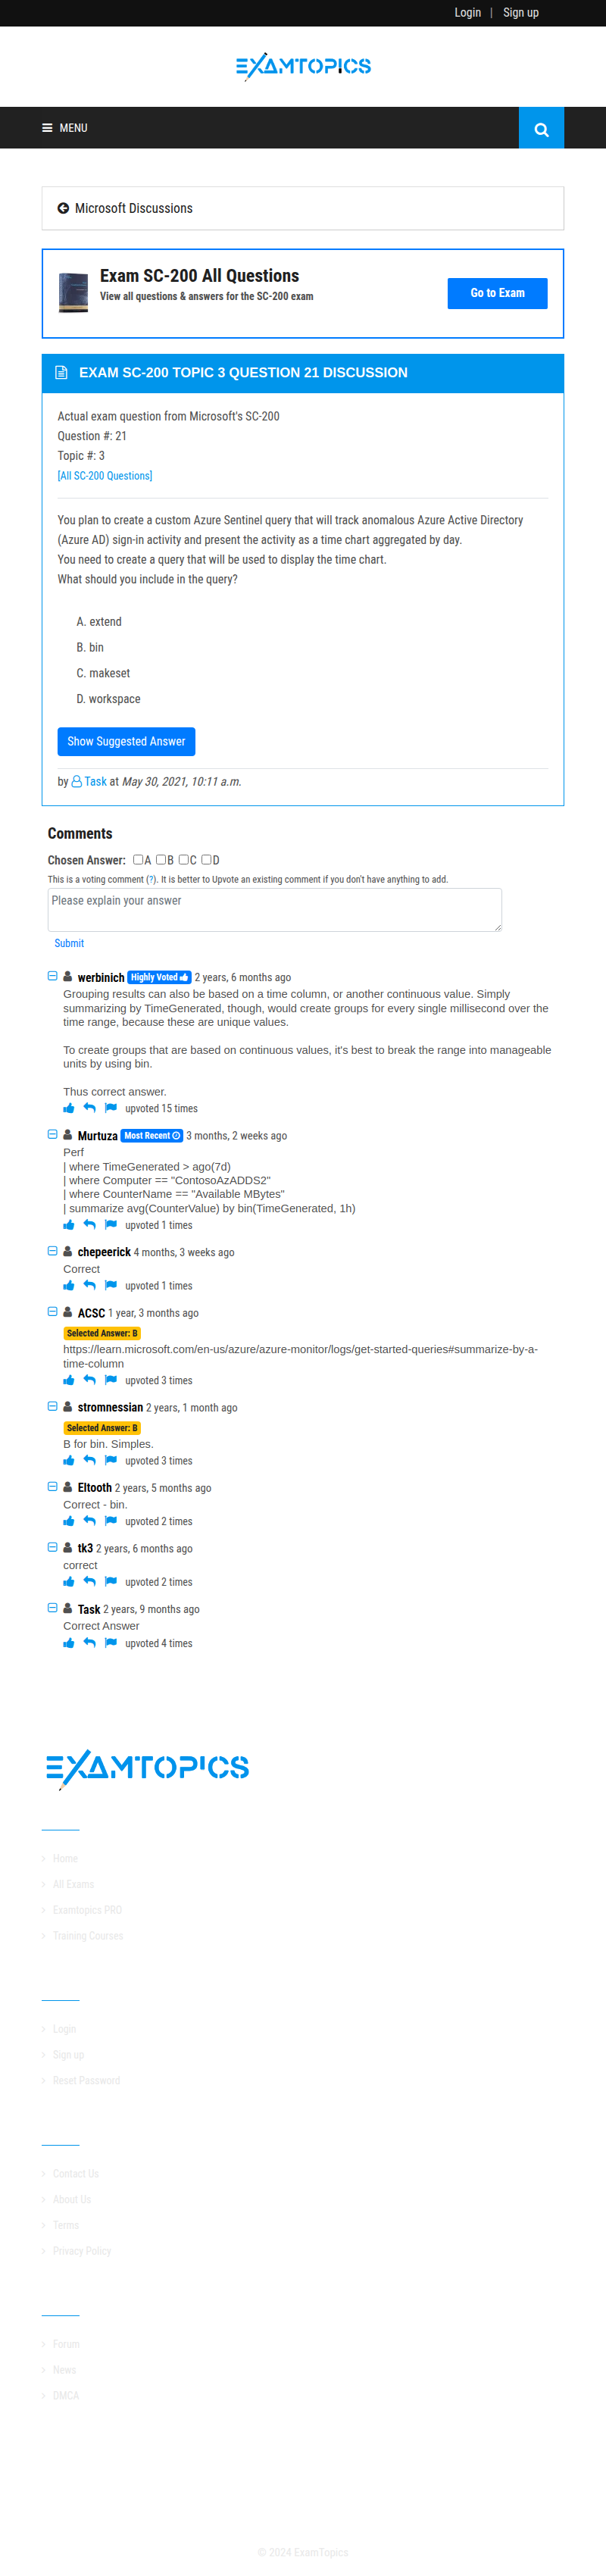 Login | Sign up
EXAMTOPICS
MENU
Microsoft Discussions
Exam SC-200 All Questions
View all questions & answers for the SC-200 exam
Go to Exam
EXAM SC-200 TOPIC 3 QUESTION 21 DISCUSSION
Actual exam question from Microsoft's SC-200
Question #: 21
Topic #: 3
[All SC-200 Questions]
You plan to create a custom Azure Sentinel query that will track anomalous Azure Active Directory
(Azure AD) sign-in activity and present the activity as a time chart aggregated by day.
You need to create a query that will be used to display the time chart.
What should you include in the query?
A. extend
B. bin
C. makeset
D. workspace
Show Suggested Answer
by Task at May 30, 2021, 10:11 a.m.
Comments
Chosen Answer: A B C D
This is a voting comment (?). It is better to Upvote an existing comment if you don't have anything to add.
Please explain your answer
Submit
werbinich Highly Voted 2 years, 6 months ago
Grouping results can also be based on a time column, or another continuous value. Simply
summarizing by TimeGenerated, though, would create groups for every single millisecond over the
time range, because these are unique values.
To create groups that are based on continuous values, it's best to break the range into manageable
units by using bin.
Thus correct answer.
upvoted 15 times
Murtuza Most Recent 3 months, 2 weeks ago
Perf
| where TimeGenerated > ago(7d)
| where Computer == "ContosoAzADDS2"
| where CounterName == "Available MBytes"
| summarize avg(CounterValue) by bin(TimeGenerated, 1h)
upvoted 1 times
chepeerick 4 months, 3 weeks ago
Correct
upvoted 1 times
ACSC 1 year, 3 months ago
Selected Answer: B
https://learn.microsoft.com/en-us/azure/azure-monitor/logs/get-started-queries#summarize-by-a-
time-column
upvoted 3 times
stromnessian 2 years, 1 month ago
Selected Answer: B
B for bin. Simples.
upvoted 3 times
Eltooth 2 years, 5 months ago
Correct - bin.
upvoted 2 times
tk3 2 years, 6 months ago
correct
upvoted 2 times
Task 2 years, 9 months ago
Correct Answer
upvoted 4 times
EXAMTOPICS
Home
All Exams
Examtopics PRO
Training Courses
Login
Sign up
Reset Password
Contact Us
About Us
Terms
Privacy Policy
Forum
News
DMCA
© 2024 ExamTopics